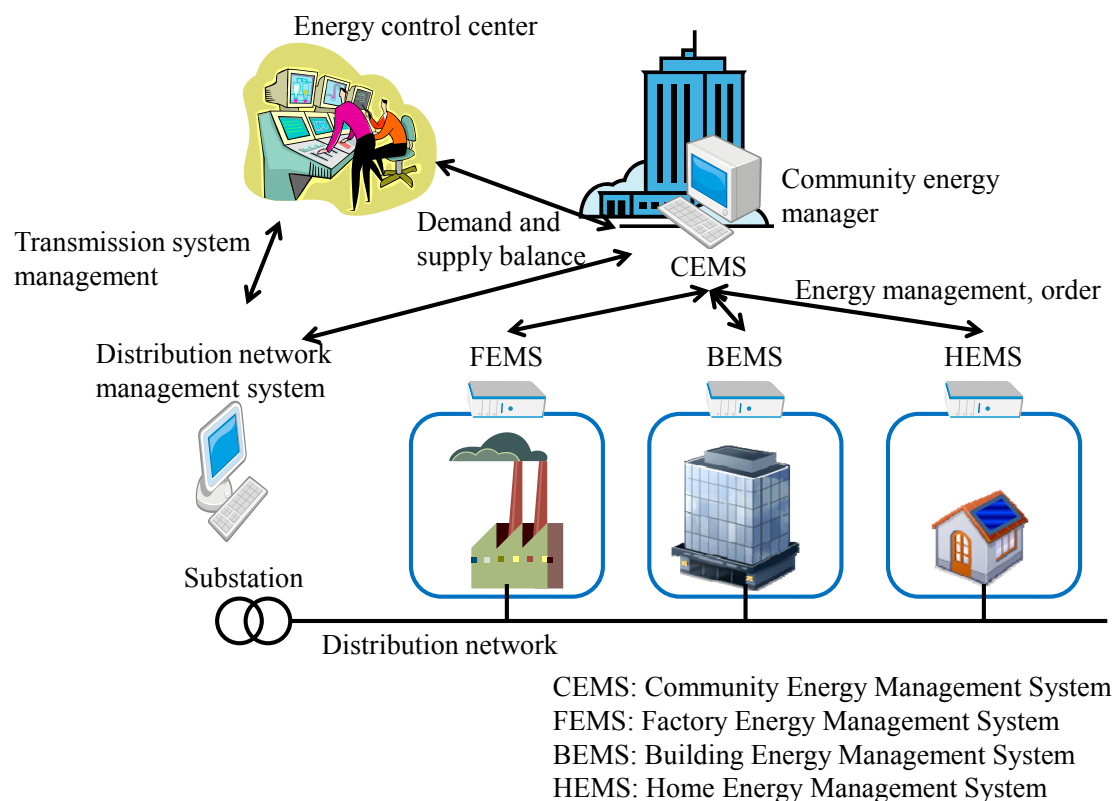 Energy control center
Community energy
manager
Demand and
supply balance
Transmission system
management
CEMS
Energy management, order
Distribution network
management system
FEMS
BEMS
HEMS
Substation
Distribution network
CEMS: Community Energy Management System
FEMS: Factory Energy Management System
BEMS: Building Energy Management System
HEMS: Home Energy Management System